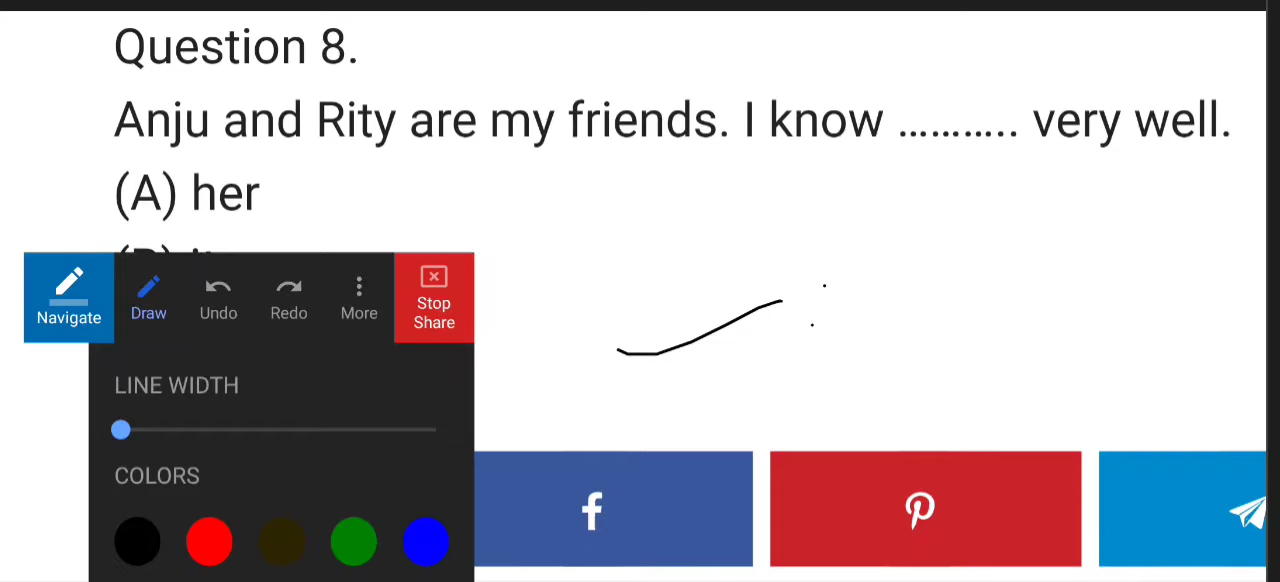 Question 8.
Anju and Rity are my friends. I know ........... very well.
(A) her
Navigate
Draw
Undo
Redo
More
Stop
Share
LINE WIDTH
COLORS